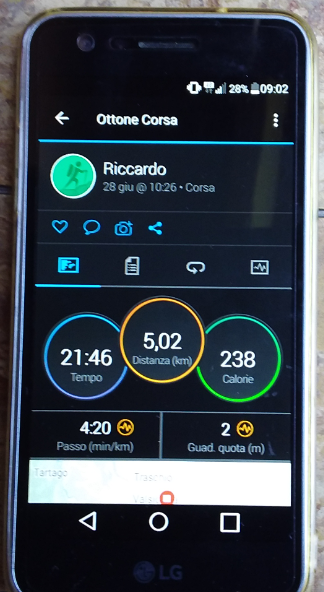 28% 09:02
Ottone Corsa
Riccardo
28 giu @ 10:26 • Corsa
21:46
Tempo
5,02
Distanza (km)
238
Calorie
4:20
Passo (min/km)
2
Guad. quota (m)
Tartago
LG